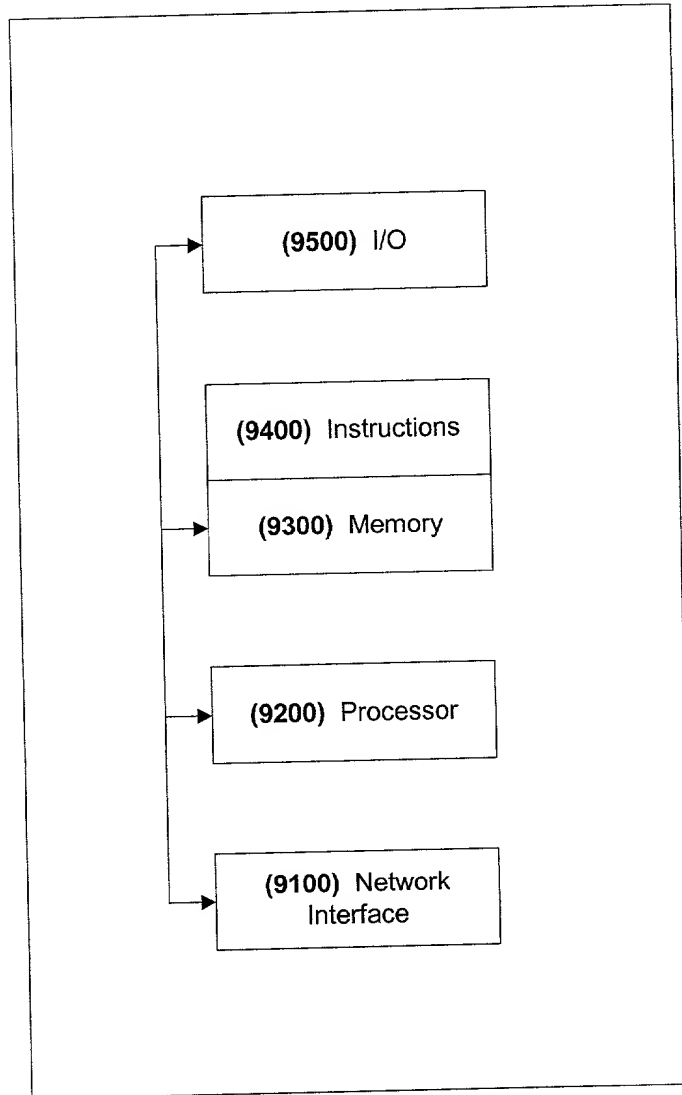 (9500) I/O
(9400) Instructions
(9300) Memory
(9200) Processor
(9100) Network
Interface